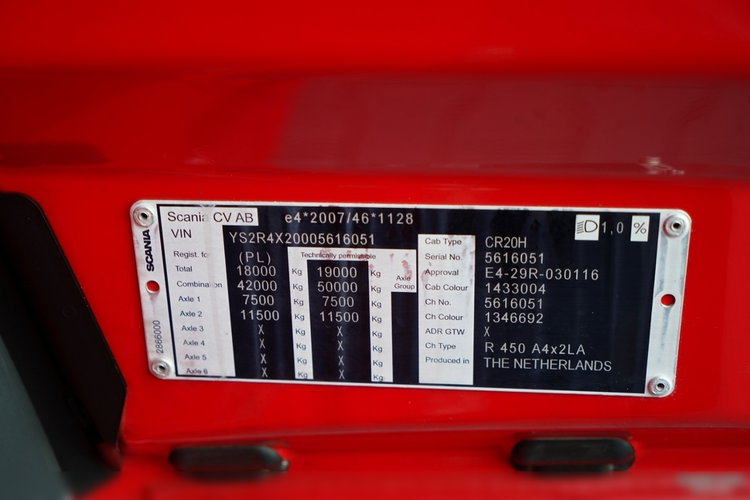 Scania CV AB e4*2007/46*1128 1,0 %
VIN YS2R4X20005616051
Regist. for (PL) Technically permissible
Total 18000 Kg 19000 Kg Axle Group
Combination 42000 Kg 50000 Kg
Axle 1 7500 Kg 7500 Kg
Axle 2 11500 Kg 11500 Kg
Axle 3 X Kg X Kg
Axle 4 X Kg X Kg
Axle 5 X Kg X Kg
Axle 6 X Kg X Kg
Cab Type CR20H
Serial No. 5616051
Approval E4-29R-030116
Cab Colour 1433004
Ch No. 5616051
Ch Colour 1346692
ADR GTW X
Ch Type R 450 A4x2LA
Produced in THE NETHERLANDS
SCANIA
2866000